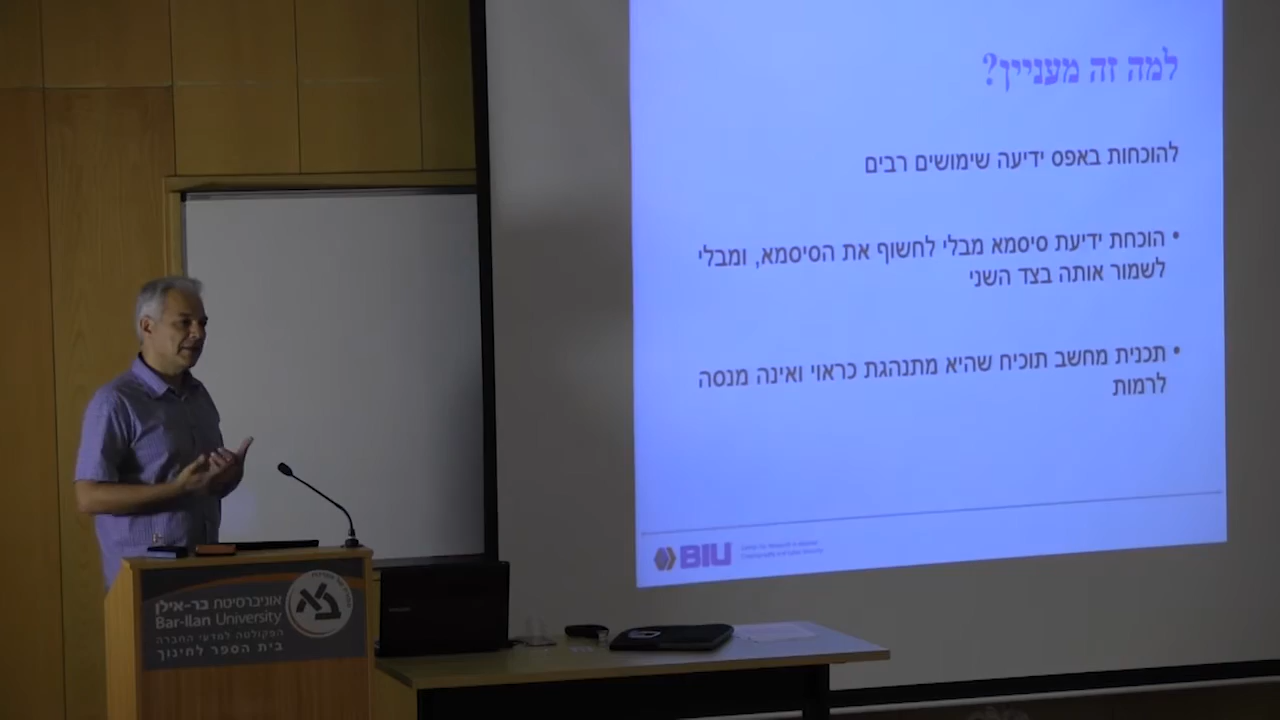 למה זה מעניין?
להוכחות באפס ידיעה שימושים רבים
• הוכחת ידיעת סיסמא מבלי לחשוף את הסיסמא, ומבלי
לשמור אותה בצד השני
• תכנית מחשב תוכיח שהיא מתנהגת כראוי ואינה מנסה
לרמות
BIU
אוניברסיטת בר-אילן
Bar-Ilan University
הפקולטה למדעי החברה
בית הספר לחינוך